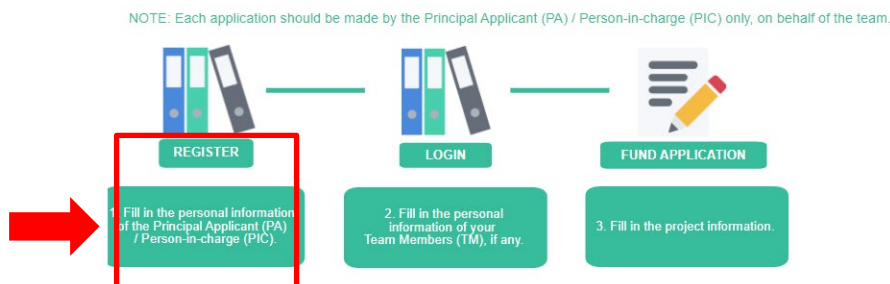 NOTE: Each application should be made by the Principal Applicant (PA) / Person-in-charge (PIC) only, on behalf of the team.
REGISTER
LOGIN
FUND APPLICATION
1. Fill in the personal information
of the Principal Applicant (PA)
/ Person-in-charge (PIC).
2. Fill in the personal
information of your
Team Members (TM), if any.
3. Fill in the project information.